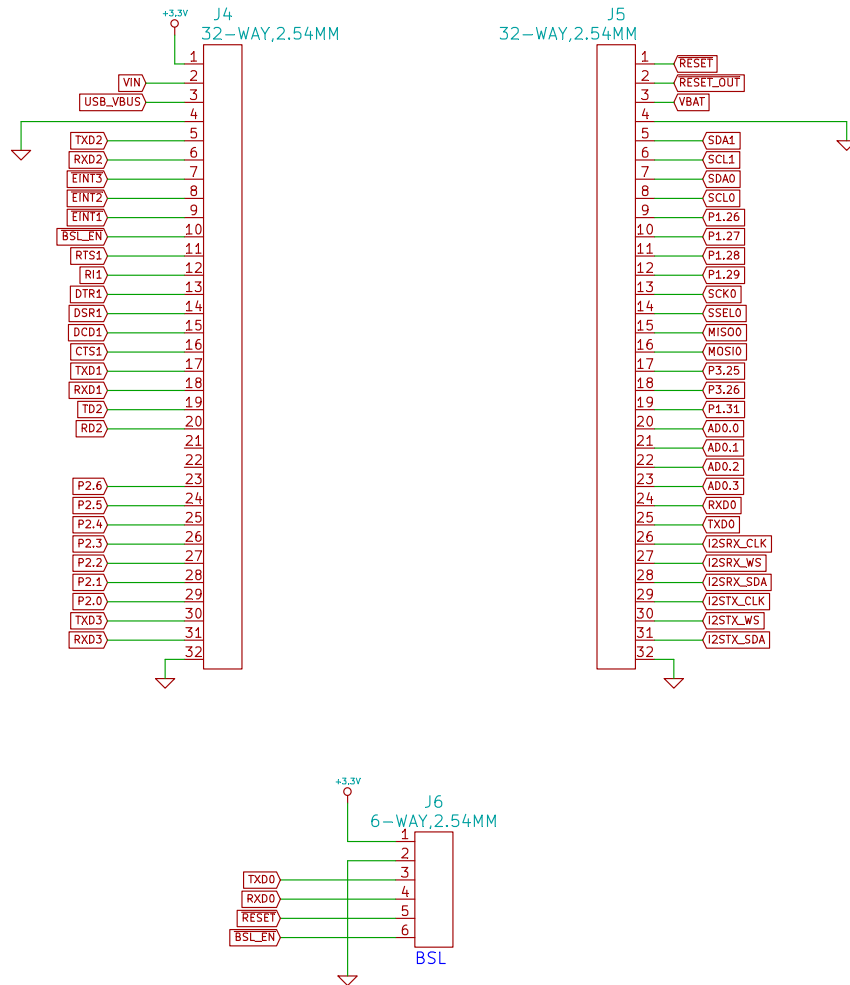 +3.3V
J4
32-WAY,2.54MM
1
VIN 2
USB_VBUS 3
4
TXD2 5
RXD2 6
EINT3 7
EINT2 8
EINT1 9
BSL_EN 10
RTS1 11
RI1 12
DTR1 13
DSR1 14
DCD1 15
CTS1 16
TXD1 17
RXD1 18
TD2 19
RD2 20
21
22
P2.6 23
P2.5 24
P2.4 25
P2.3 26
P2.2 27
P2.1 28
P2.0 29
TXD3 30
RXD3 31
32
J5
32-WAY,2.54MM
1 RESET
2 RESET_OUT
3 VBAT
4
5 SDA1
6 SCL1
7 SDA0
8 SCL0
9 P1.26
10 P1.27
11 P1.28
12 P1.29
13 SCK0
14 SSEL0
15 MISO0
16 MOSI0
17 P3.25
18 P3.26
19 P1.31
20 AD0.0
21 AD0.1
22 AD0.2
23 AD0.3
24 RXD0
25 TXD0
26 I2SRX_CLK
27 I2SRX_WS
28 I2SRX_SDA
29 I2STX_CLK
30 I2STX_WS
31 I2STX_SDA
32
+3.3V
J6
6-WAY,2.54MM
1
2
TXD0 3
RXD0 4
RESET 5
BSL_EN 6
BSL